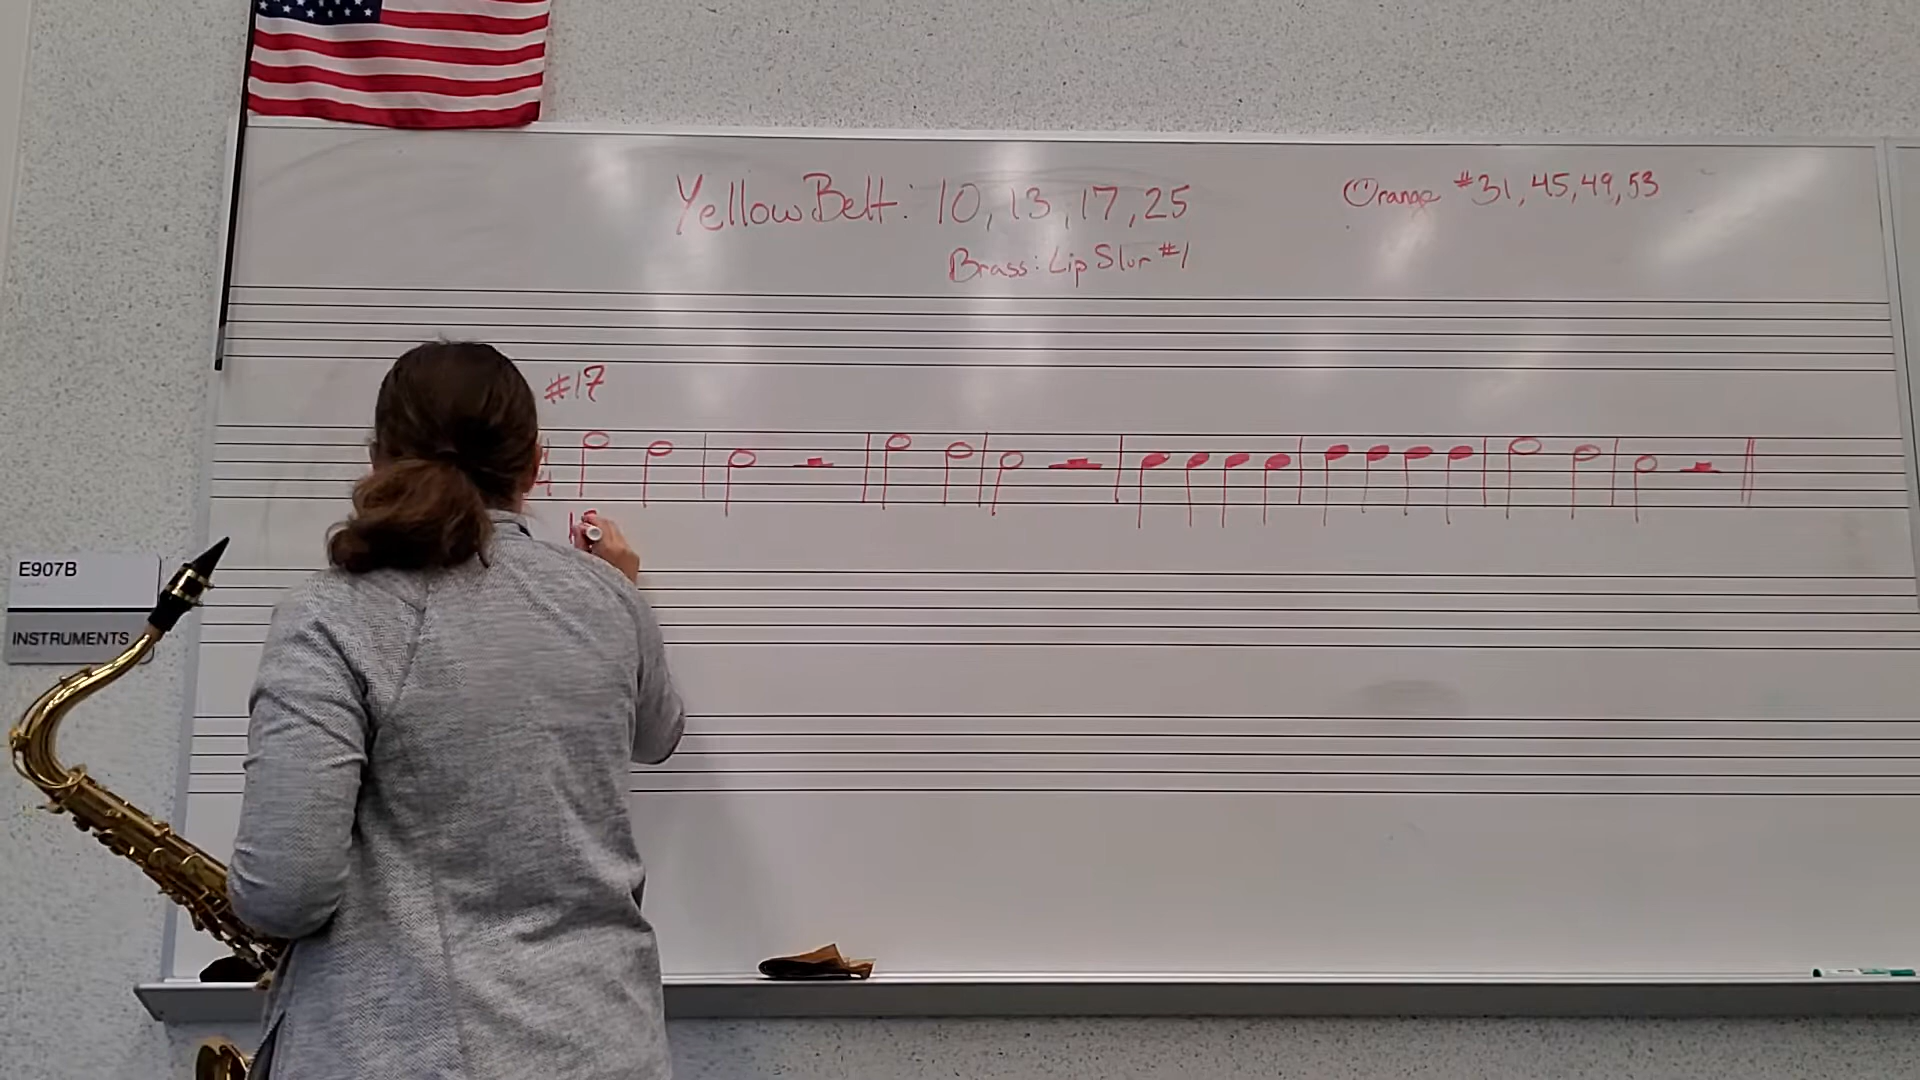 Yellow Belt: 10, 13, 17, 25
Orange #31, 45, 49, 53
Brass: Lip Slur #1
#17
E907B
INSTRUMENTS